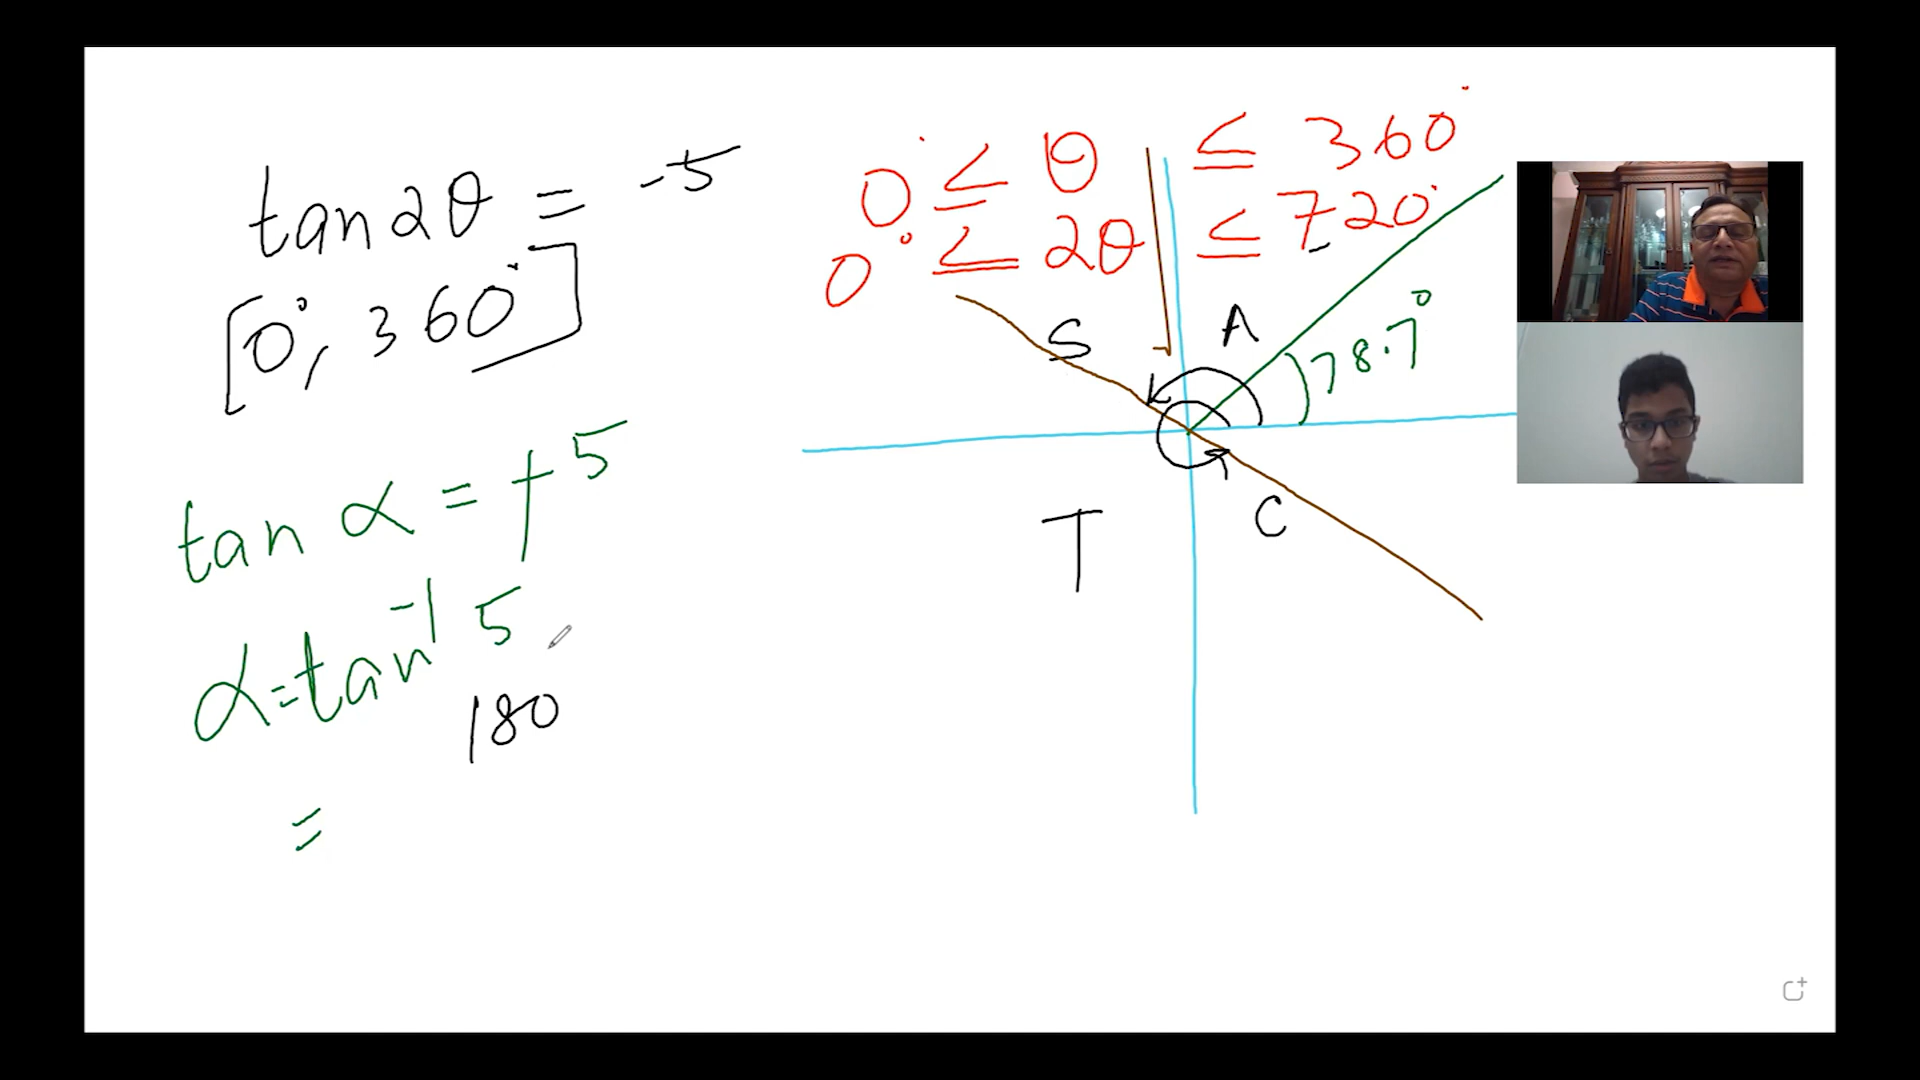 tan2θ = -5
[0°, 360°]
tan α = +5
α = tan⁻¹ 5
180
=
0° ≤ θ ≤ 360°
0° ≤ 2θ ≤ 720°
S A
78.7°
T C